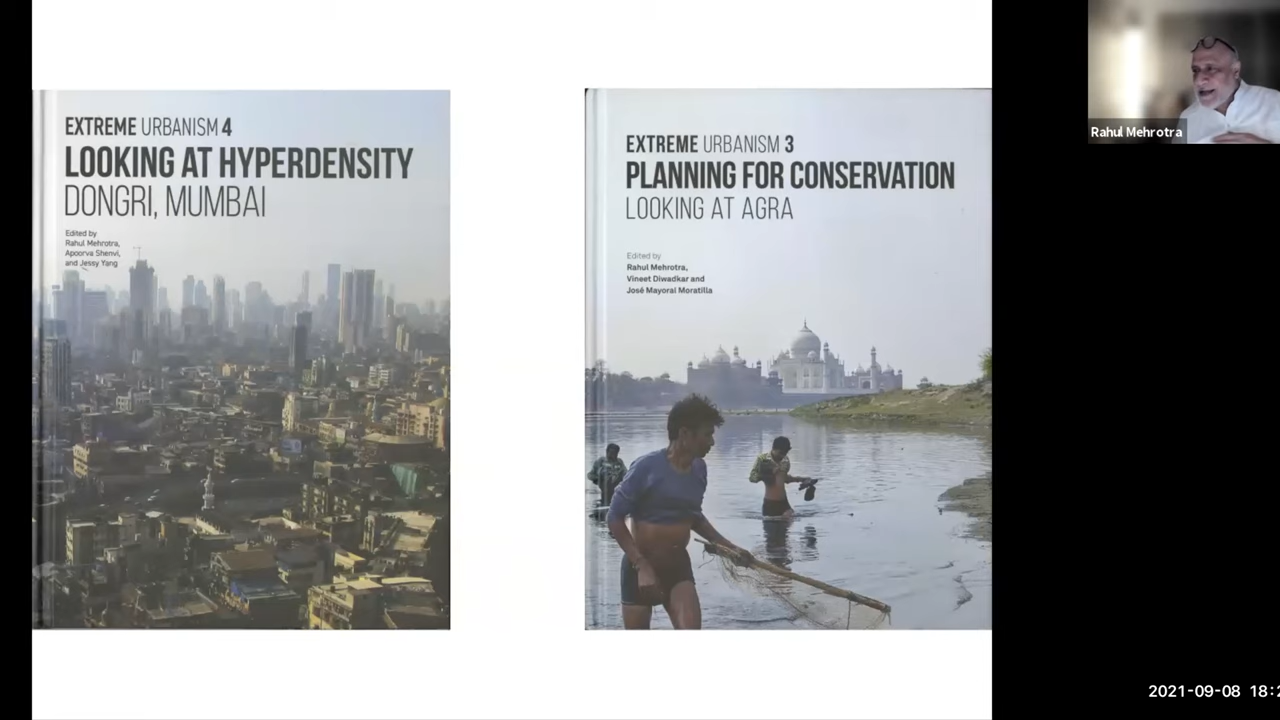 EXTREME URBANISM 4
LOOKING AT HYPERDENSITY
DONGRI, MUMBAI
Edited by
Rahul Mehrotra,
Apoorva Shenvi,
and Jessy Yang
EXTREME URBANISM 3
PLANNING FOR CONSERVATION
LOOKING AT AGRA
Edited by
Rahul Mehrotra,
Vineet Diwadkar and
José Mayoral Moratilla
Rahul Mehrotra
2021-09-08 18:2